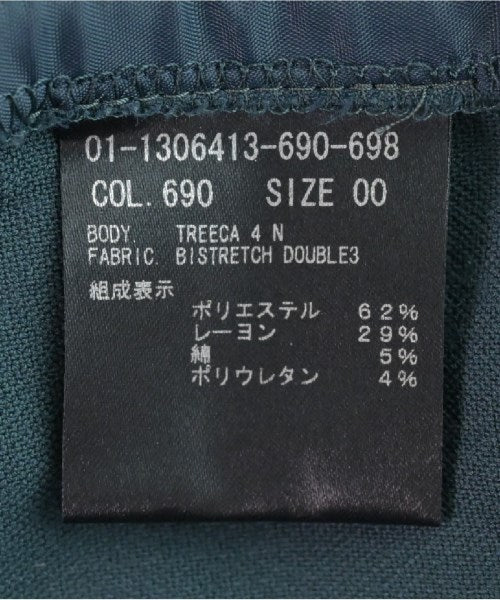 01-1306413-690-698
COL. 690 SIZE 00
BODY. TREECA 4 N
FABRIC. BISTRETCH DOUBLE3
組成表示
ポリエステル 62%
レーヨン 29%
綿 5%
ポリウレタン 4%